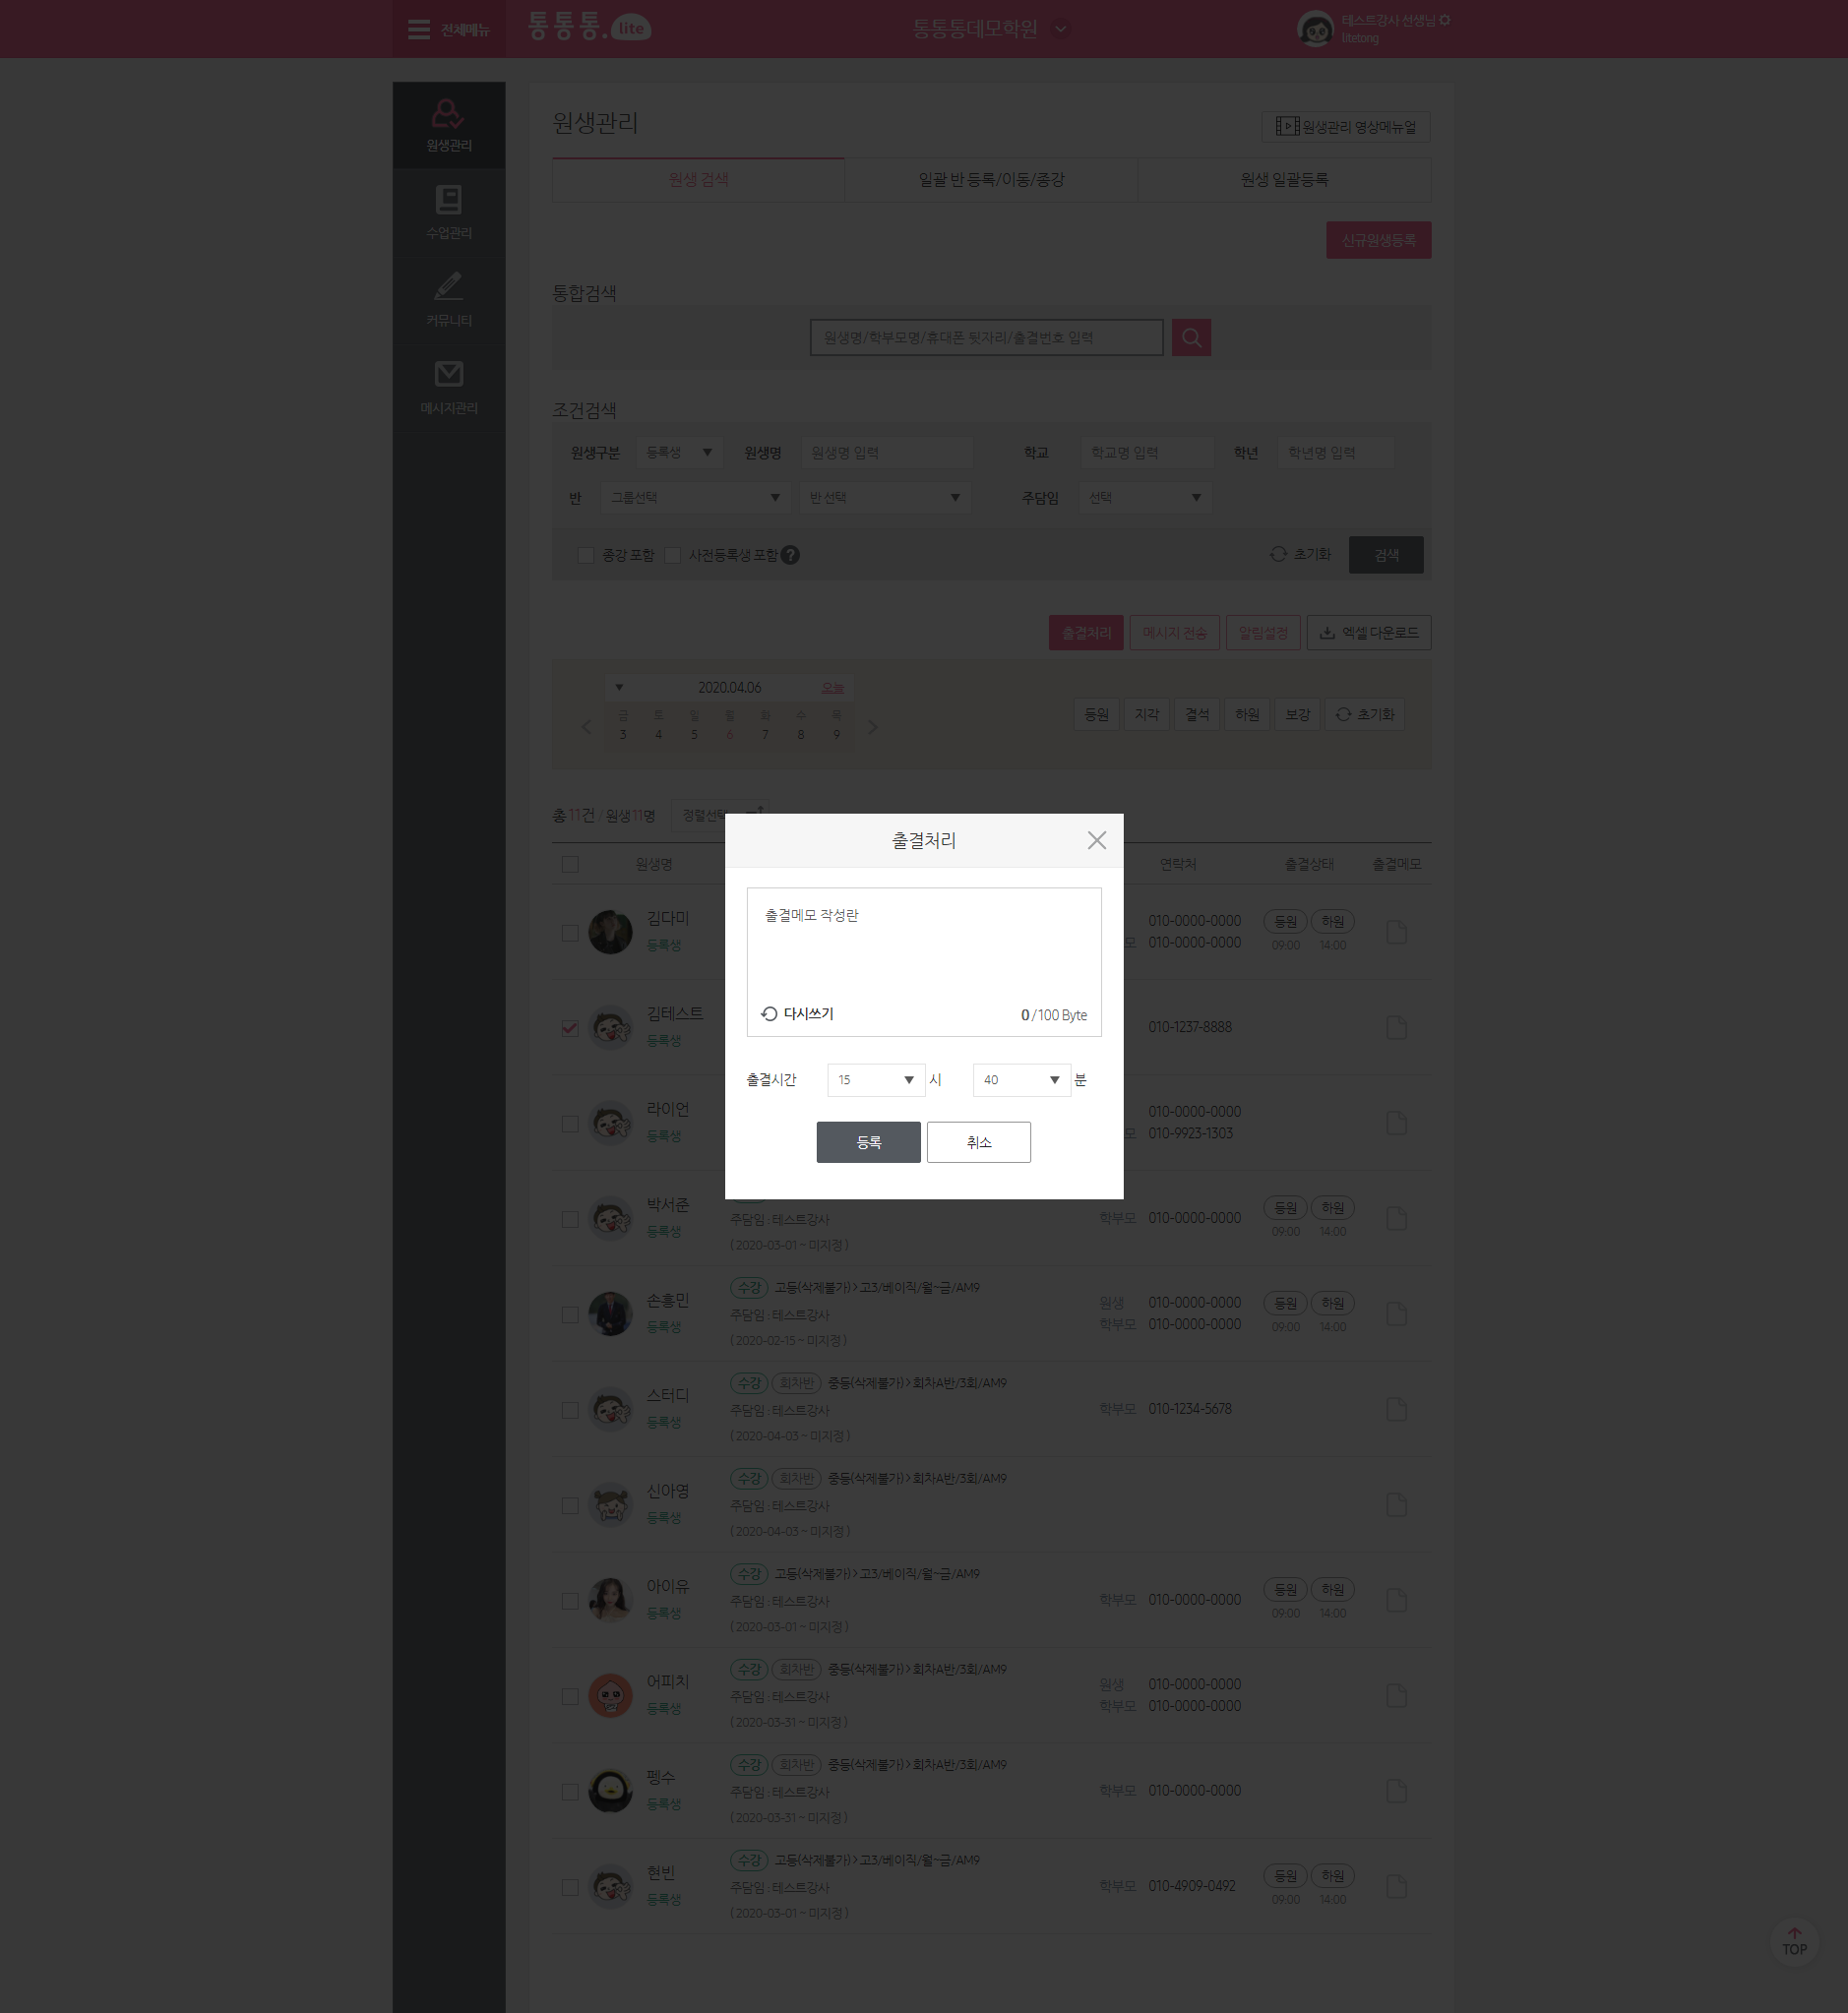 전체메뉴
통통통.lite
통통통데모학원
테스트강사 선생님
litetong
원생관리
수업관리
커뮤니티
메시지관리
원생관리
원생관리 영상메뉴얼
원생 검색
일괄 반 등록/이동/종강
원생 일괄등록
신규원생등록
통합검색
원생명/학부모명/휴대폰 뒷자리/출결번호 입력
조건검색
원생구분 등록생 원생명 원생명 입력 학교 학교명 입력 학년 학년명 입력
반 그룹선택 반 선택 주담임 선택
종강 포함 사전등록생 포함 ? 초기화 검색
출결처리 메시지 전송 알림설정 엑셀 다운로드
2020.04.06 오늘
금 토 일 월 화 수 목
3 4 5 6 7 8 9
등원 지각 결석 하원 보강 초기화
총 11건 / 원생11명 정렬선택
원생명 연락처 출결상태 출결메모
출결처리
출결메모 작성란
다시쓰기 0 / 100 Byte
출결시간 15 시 40 분
등록 취소
김다미
등록생
010-0000-0000
모 010-0000-0000
등원 하원
09:00 14:00
김테스트
등록생
010-1237-8888
라이언
등록생
010-0000-0000
모 010-9923-1303
박서준
등록생
주담임 : 테스트강사
( 2020-03-01 ~ 미지정 )
학부모 010-0000-0000
등원 하원
09:00 14:00
손흥민
등록생
수강 고등(삭제불가) > 고3/베이직/월~금/AM9
주담임 : 테스트강사
( 2020-02-15 ~ 미지정 )
원생 010-0000-0000
학부모 010-0000-0000
등원 하원
09:00 14:00
스터디
등록생
수강 회차반 중등(삭제불가) > 회차A반/3회/AM9
주담임 : 테스트강사
( 2020-04-03 ~ 미지정 )
학부모 010-1234-5678
신아영
등록생
수강 회차반 중등(삭제불가) > 회차A반/3회/AM9
주담임 : 테스트강사
( 2020-04-03 ~ 미지정 )
아이유
등록생
수강 고등(삭제불가) > 고3/베이직/월~금/AM9
주담임 : 테스트강사
( 2020-03-01 ~ 미지정 )
학부모 010-0000-0000
등원 하원
09:00 14:00
어피치
등록생
수강 회차반 중등(삭제불가) > 회차A반/3회/AM9
주담임 : 테스트강사
( 2020-03-31 ~ 미지정 )
원생 010-0000-0000
학부모 010-0000-0000
펭수
등록생
수강 회차반 중등(삭제불가) > 회차A반/3회/AM9
주담임 : 테스트강사
( 2020-03-31 ~ 미지정 )
학부모 010-0000-0000
현빈
등록생
수강 고등(삭제불가) > 고3/베이직/월~금/AM9
주담임 : 테스트강사
( 2020-03-01 ~ 미지정 )
학부모 010-4909-0492
등원 하원
09:00 14:00
TOP